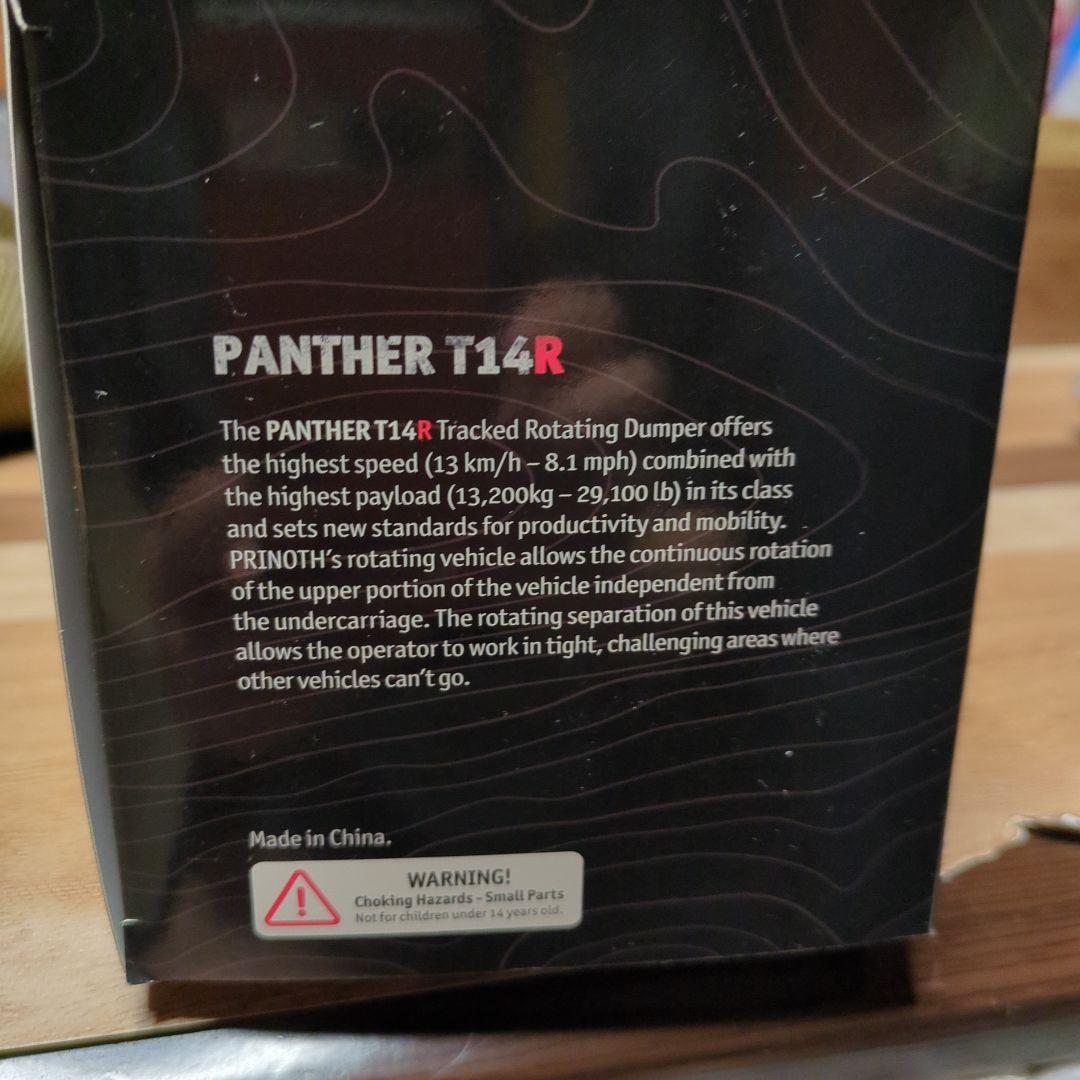 PANTHER T14R
The PANTHER T14R Tracked Rotating Dumper offers
the highest speed (13 km/h – 8.1 mph) combined with
the highest payload (13,200kg – 29,100 lb) in its class
and sets new standards for productivity and mobility.
PRINOTH's rotating vehicle allows the continuous rotation
of the upper portion of the vehicle independent from
the undercarriage. The rotating separation of this vehicle
allows the operator to work in tight, challenging areas where
other vehicles can't go.
Made in China.
WARNING!
Choking Hazards - Small Parts
Not for children under 14 years old.